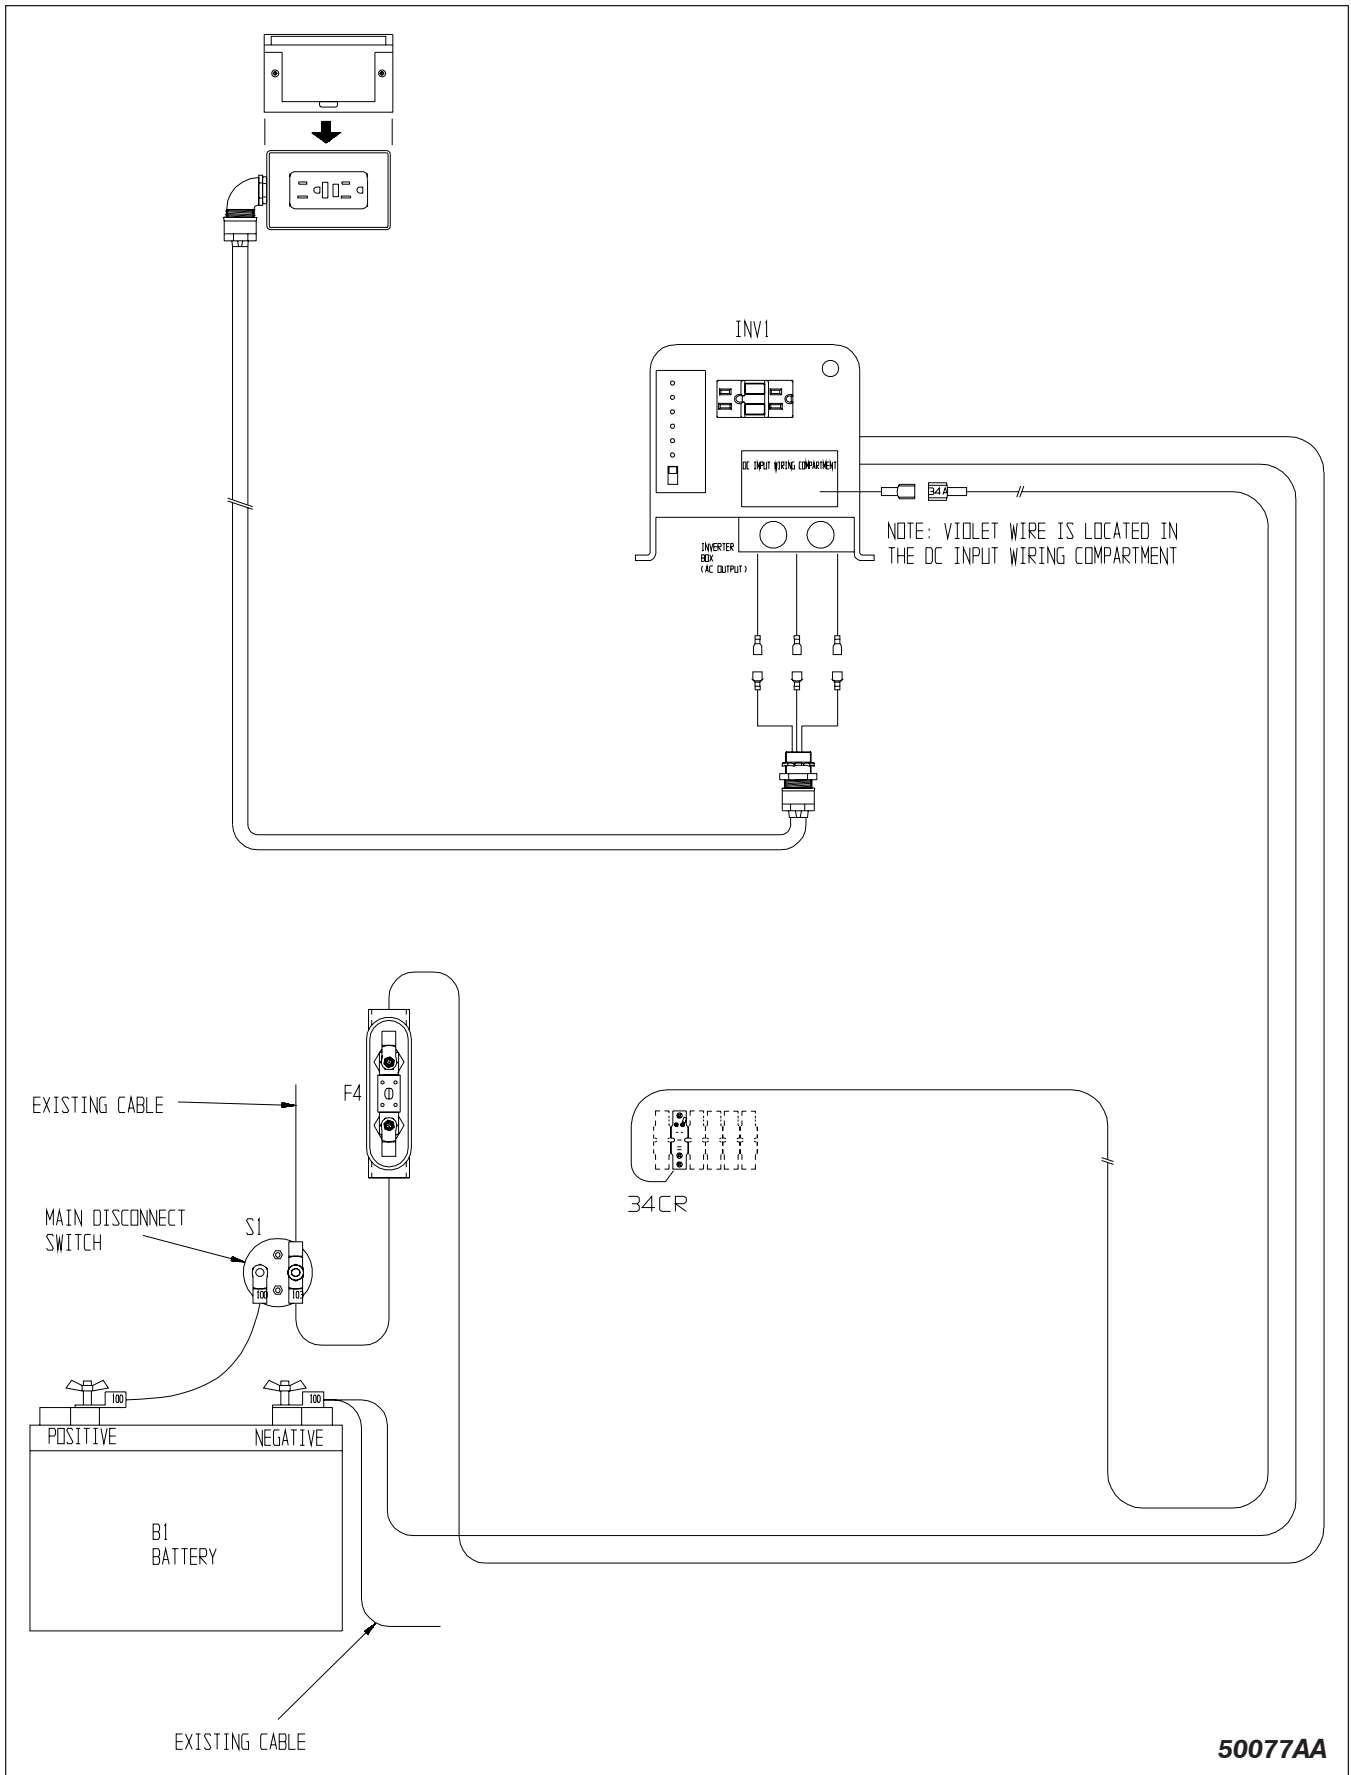 INV1
DC INPUT WIRING COMPARTMENT
34A
NOTE: VIOLET WIRE IS LOCATED IN
THE DC INPUT WIRING COMPARTMENT
INVERTER
BOX
(AC OUTPUT)
F4
EXISTING CABLE
34CR
MAIN DISCONNECT
SWITCH
S1
100
103
100
100
POSITIVE
NEGATIVE
B1
BATTERY
EXISTING CABLE
50077AA